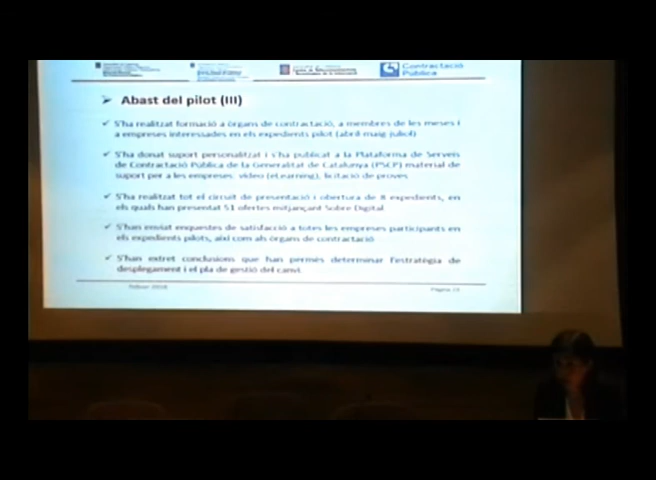 Contractació
Pública
➤ Abast del pilot (III)
✓ S'ha realitzat formació a òrgans de contractació, a membres de les meses i
a empreses interessades en els expedients pilot (abril-maig-juliol)
✓ S'ha donat suport personalitzat i s'ha publicat a la Plataforma de Serveis
de Contractació Pública de la Generalitat de Catalunya (PSCP) material de
suport per a les empreses: vídeo (eLearning), licitació de proves
✓ S'ha realitzat tot el circuit de presentació i obertura de 8 expedients, en
els quals han presentat 51 ofertes mitjançant Sobre Digital
✓ S'han enviat enquestes de satisfacció a totes les empreses participants en
els expedients pilots, així com als òrgans de contractació
✓ S'han extret conclusions que han permès determinar l'estratègia de
desplegament i el pla de gestió del canvi.